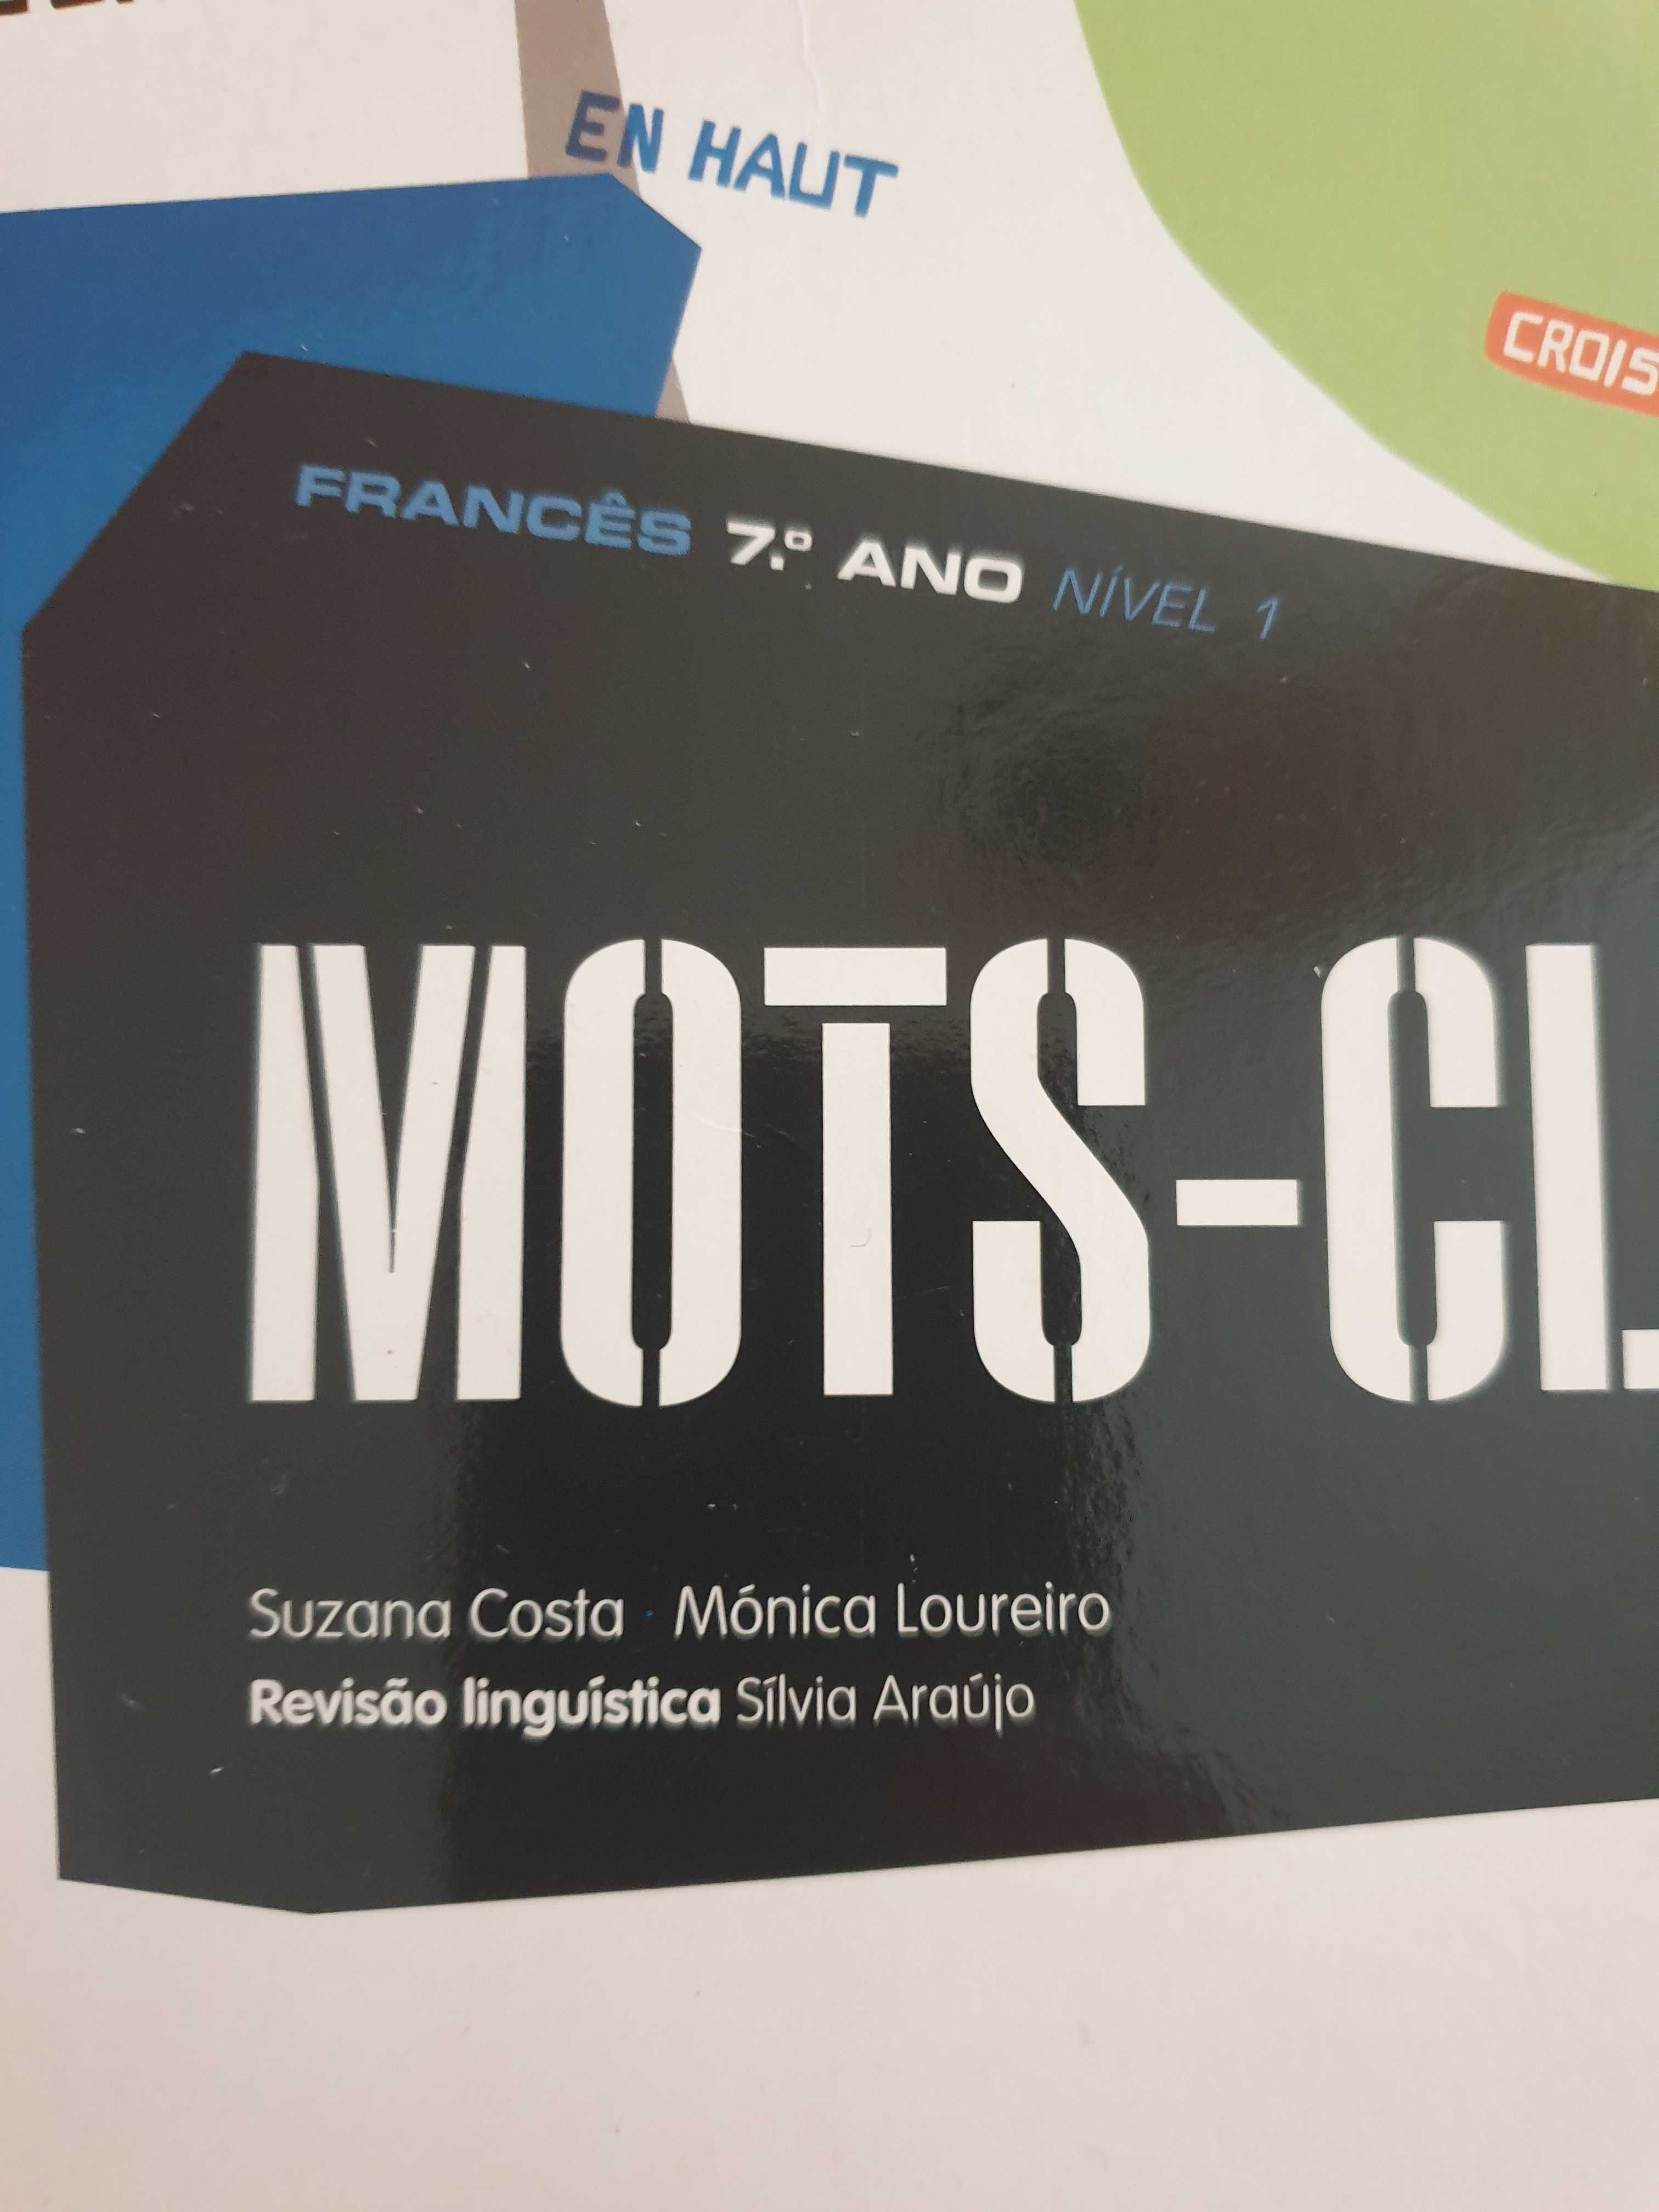 EN HAUT
CROIS
FRANCÊS 7.º ANO NÍVEL 1
MOTS-CL
Suzana Costa · Mónica Loureiro
Revisão linguística Sílvia Araújo